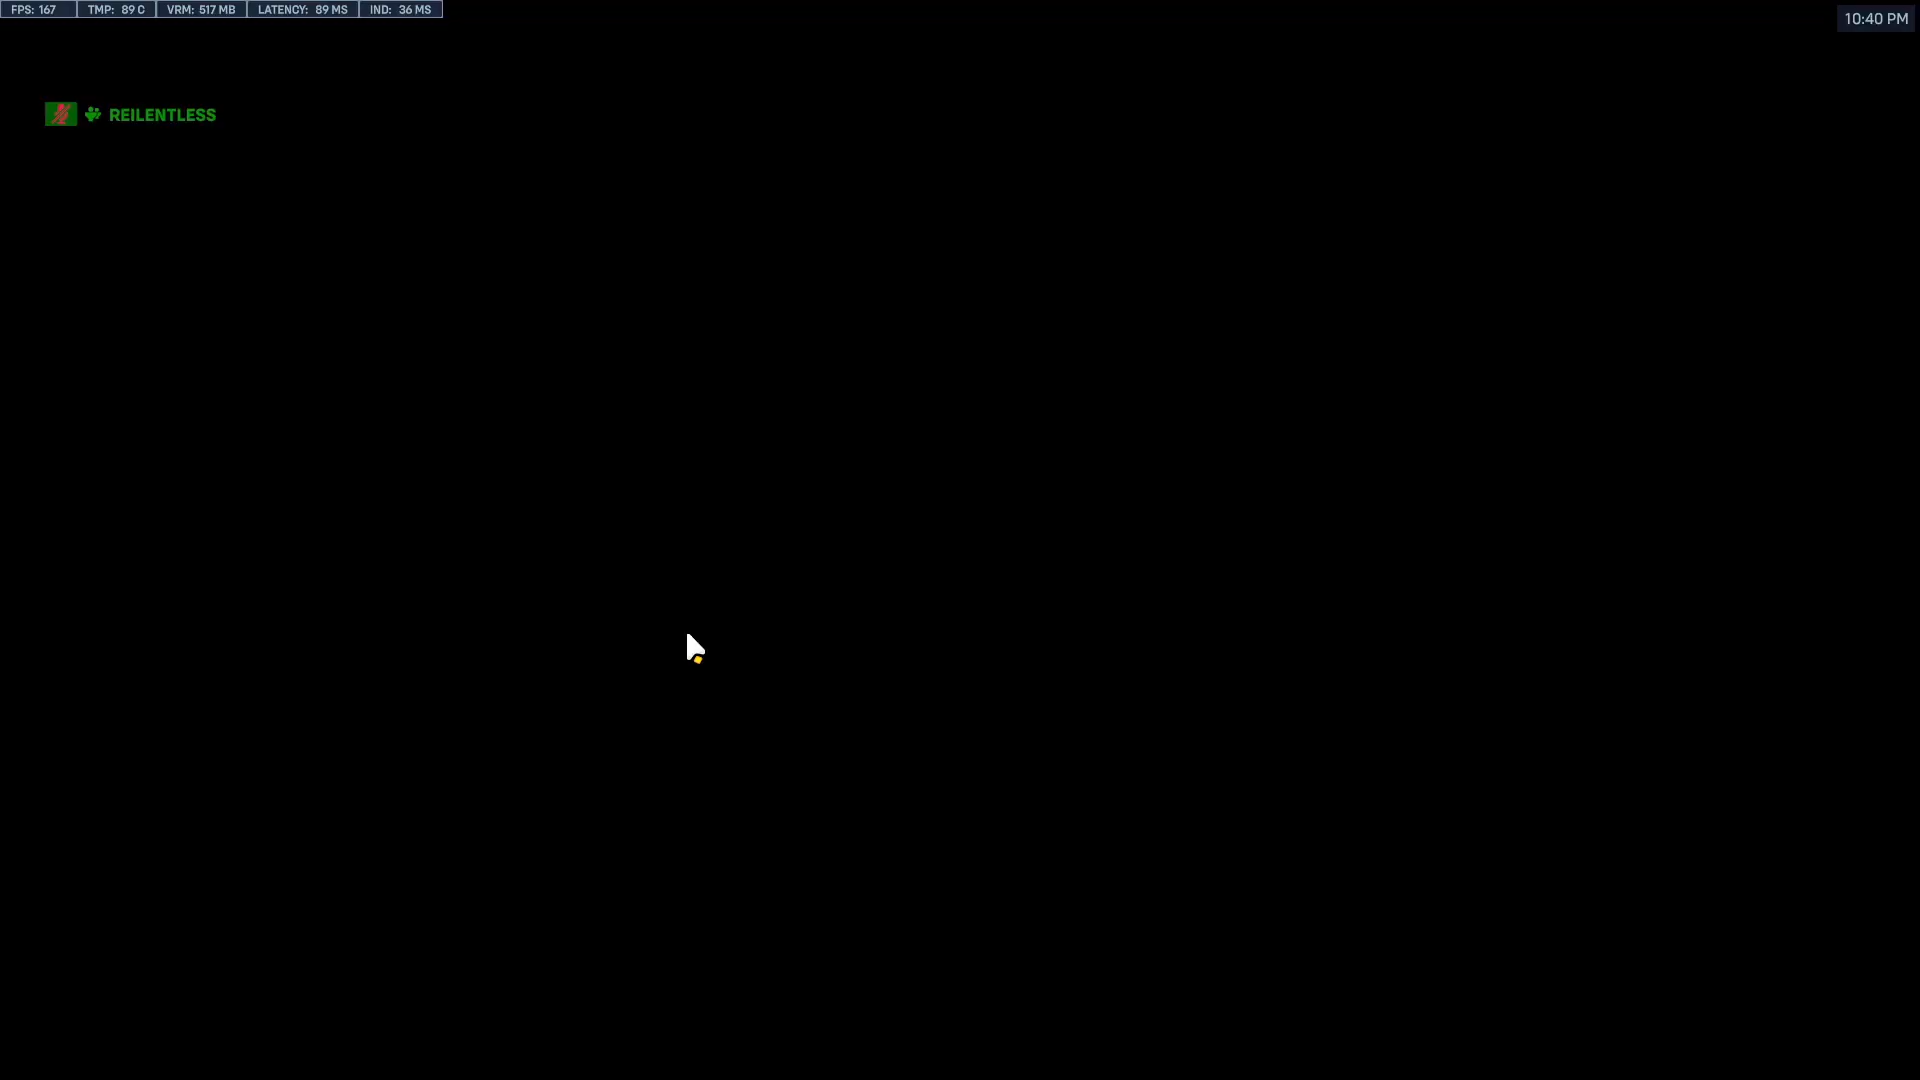 FPS: 167 TMP: 89 C VRM: 517 MB LATENCY: 89 MS IND: 36 MS
10:40 PM
REILENTLESS